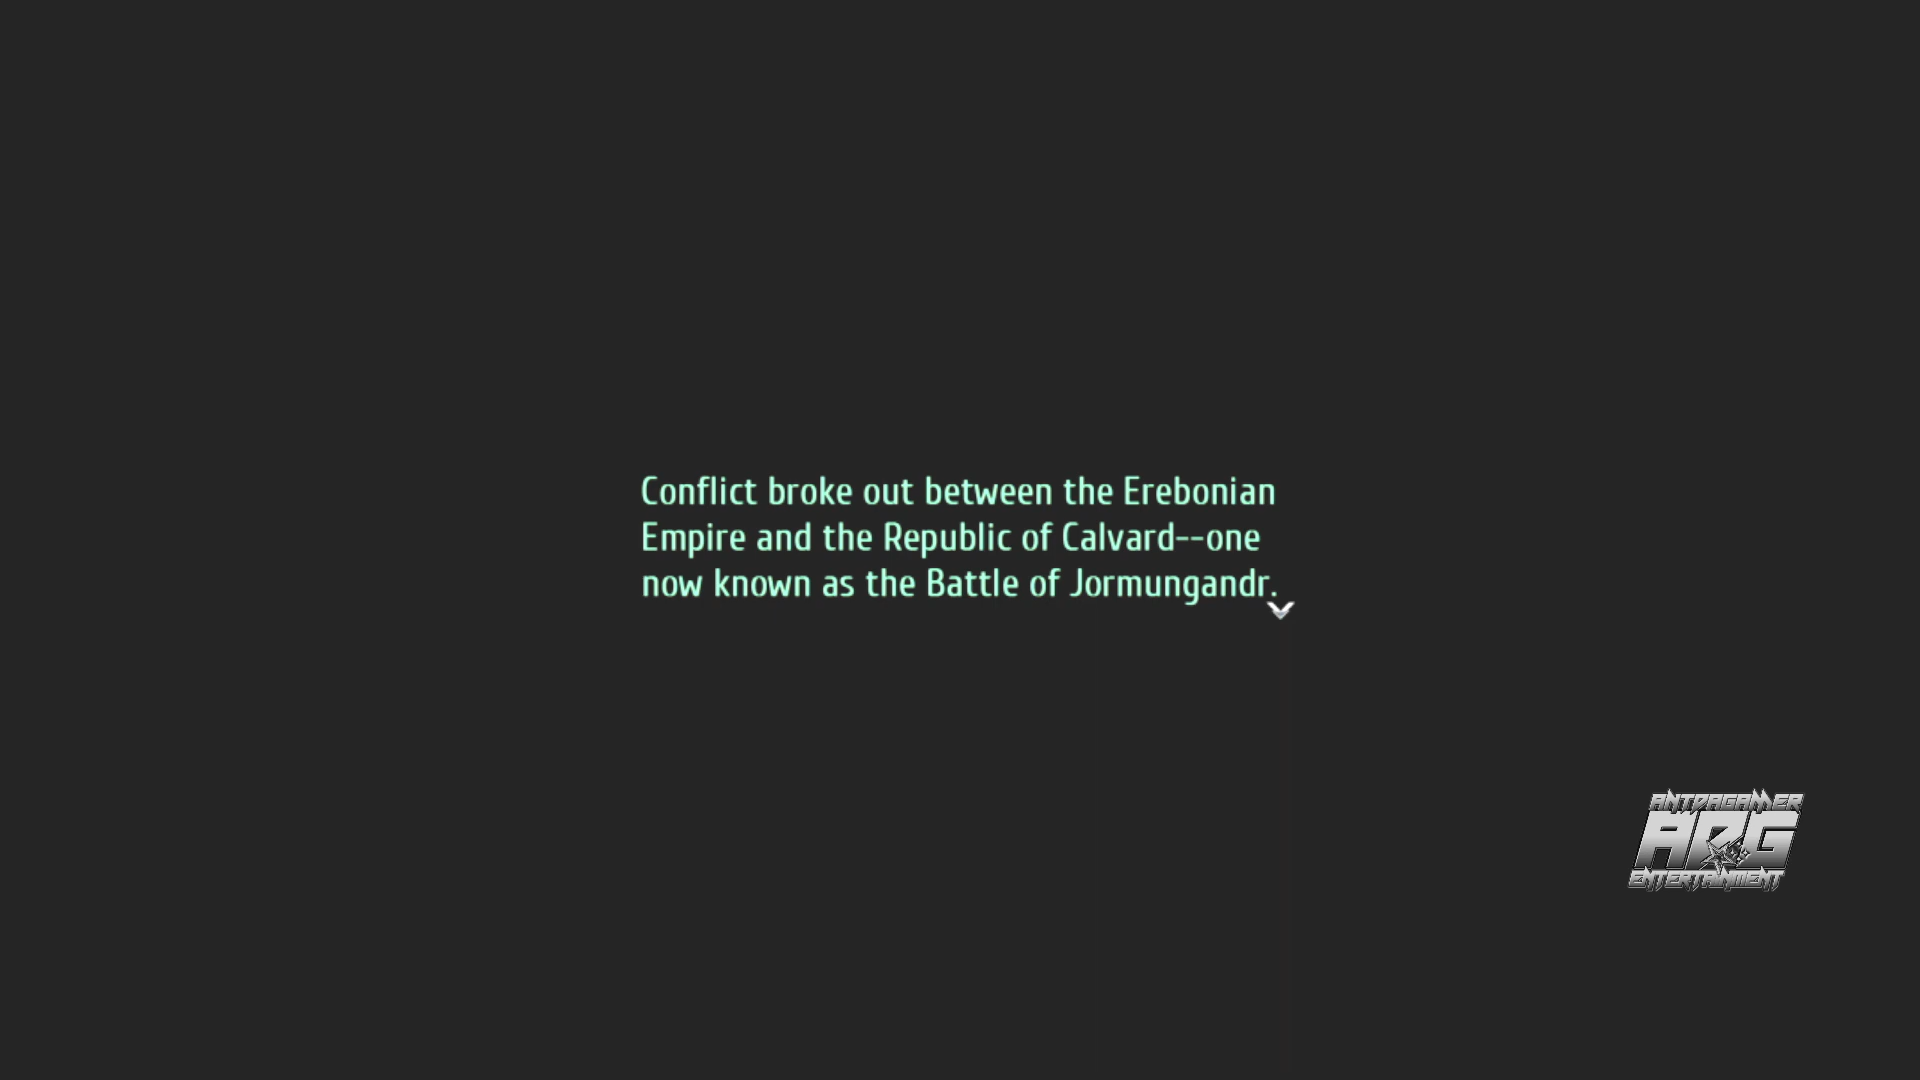 Conflict broke out between the Erebonian
Empire and the Republic of Calvard--one
now known as the Battle of Jormungandr.
ANTDAGAMER
ADG
ENTERTAINMENT